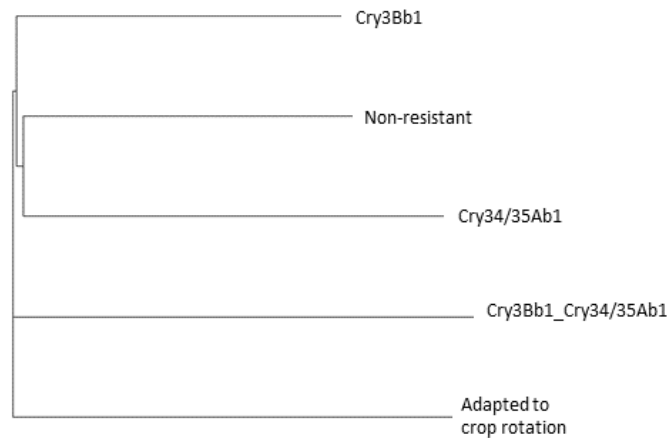 Cry3Bb1
Non-resistant
Cry34/35Ab1
Cry3Bb1_Cry34/35Ab1
Adapted to
crop rotation